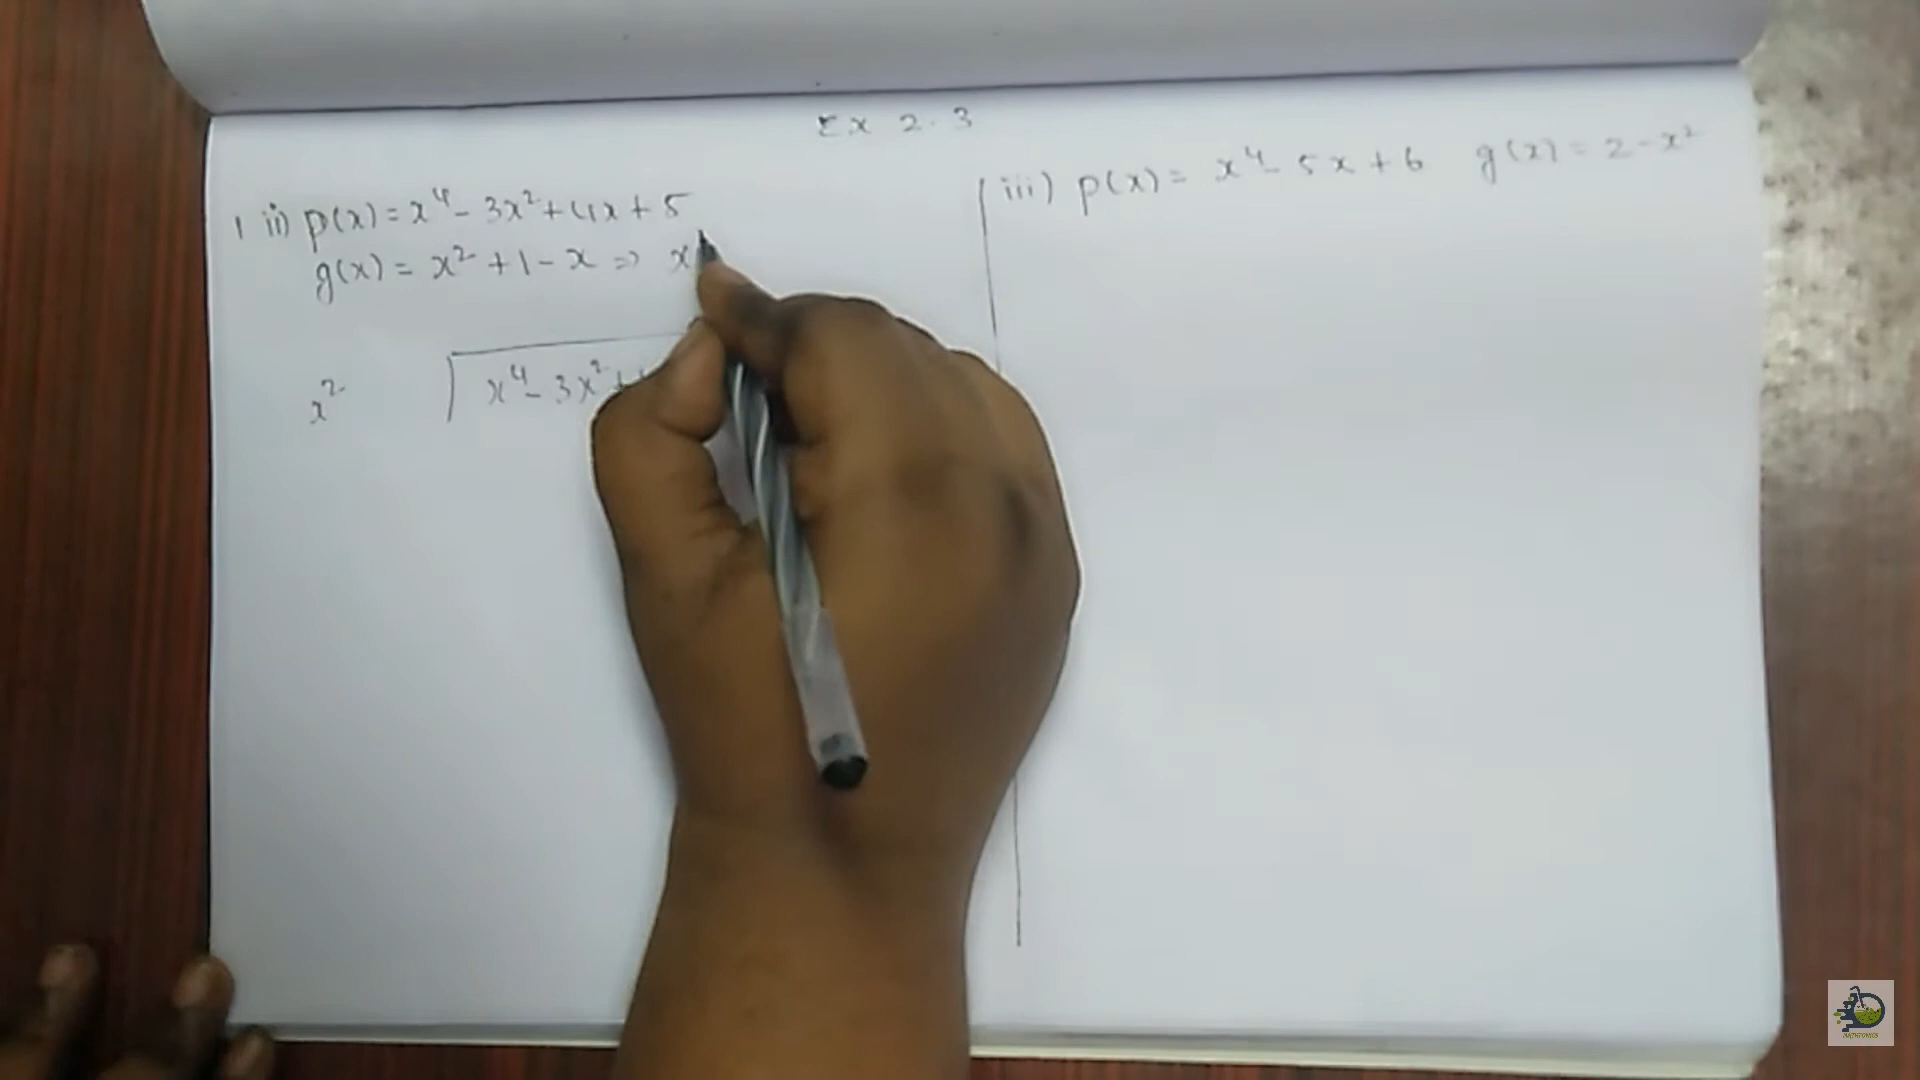 Ex 2.3
1 ii) p(x) = x⁴ - 3x² + 4x + 5
g(x) = x² + 1 - x => x
x²
x⁴ - 3x² +
iii) p(x) = x⁴ - 5x + 6 g(x) = 2 - x²